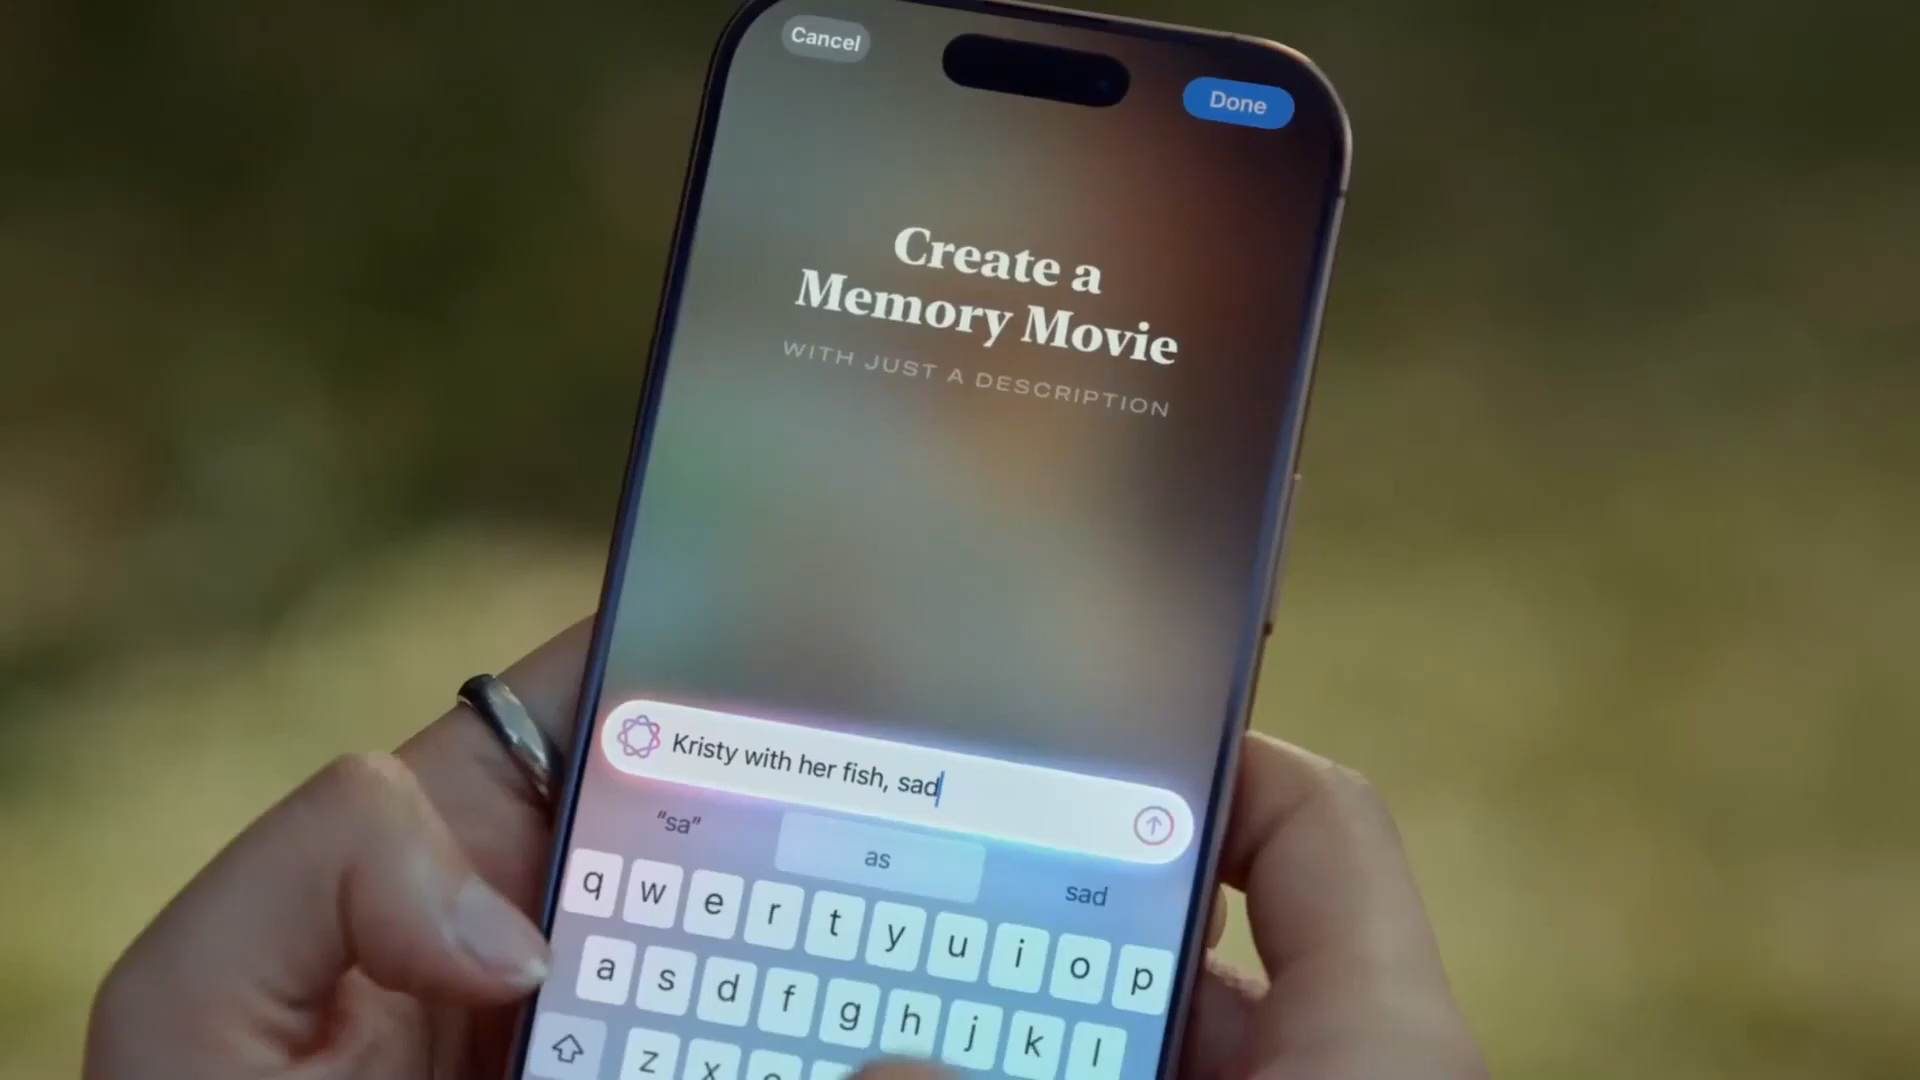 Cancel
Done
Create a
Memory Movie
WITH JUST A DESCRIPTION
Kristy with her fish, sad
“sa”
as
sad
q w e r t y u i o p
a s d f g h j k l
z x